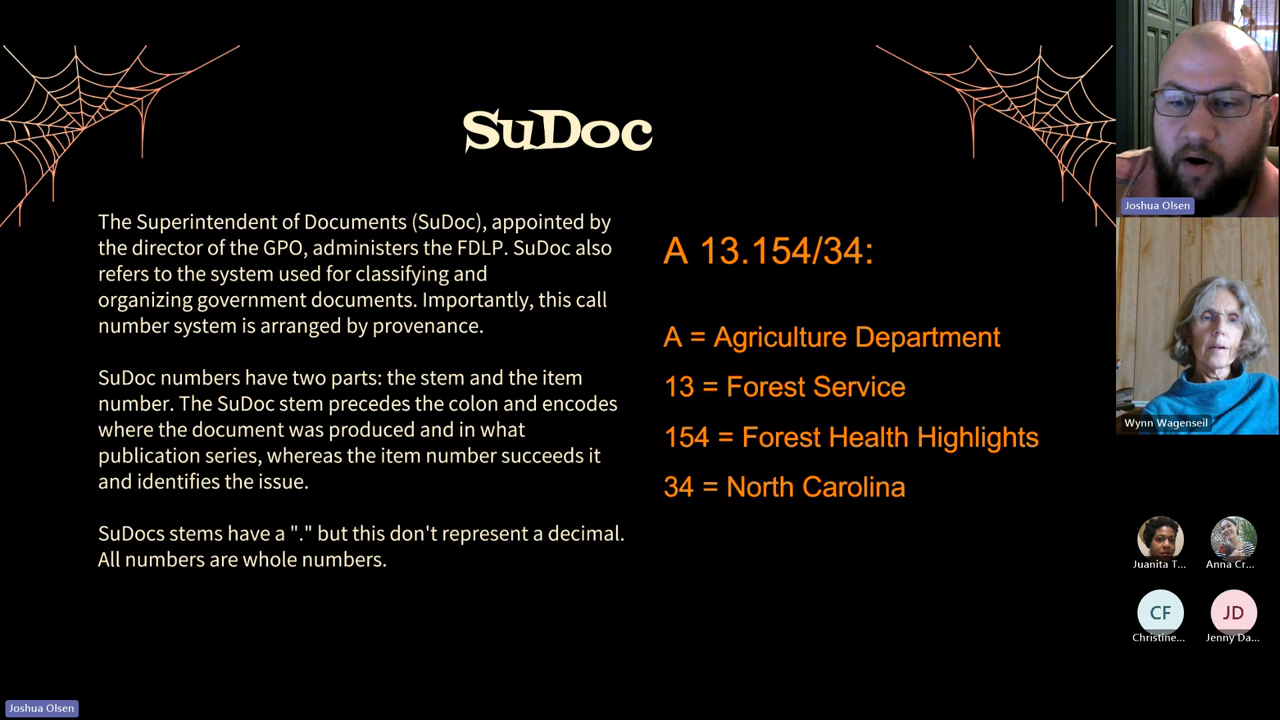 SuDoc
The Superintendent of Documents (SuDoc), appointed by
the director of the GPO, administers the FDLP. SuDoc also
refers to the system used for classifying and
organizing government documents. Importantly, this call
number system is arranged by provenance.
SuDoc numbers have two parts: the stem and the item
number. The SuDoc stem precedes the colon and encodes
where the document was produced and in what
publication series, whereas the item number succeeds it
and identifies the issue.
SuDocs stems have a "." but this don't represent a decimal.
All numbers are whole numbers.
A 13.154/34:
A = Agriculture Department
13 = Forest Service
154 = Forest Health Highlights
34 = North Carolina
Joshua Olsen
Wynn Wagenseil
Juanita T...
Anna Cr...
CF
Christine...
JD
Jenny Da...
Joshua Olsen